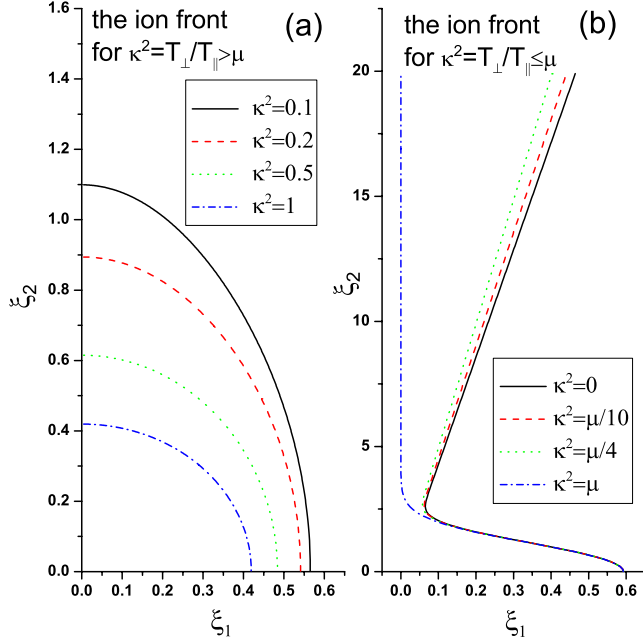 the ion front
for κ²=T⊥/T∥>μ
(a)
κ²=0.1
κ²=0.2
κ²=0.5
κ²=1
1.6
1.4
1.2
1.0
0.8
0.6
0.4
0.2
0.0
ξ₂
0.0 0.1 0.2 0.3 0.4 0.5 0.6
ξ₁
the ion front
for κ²=T⊥/T∥≤μ
(b)
20
15
10
5
0
ξ₂
κ²=0
κ²=μ/10
κ²=μ/4
κ²=μ
0.0 0.1 0.2 0.3 0.4 0.5 0.6
ξ₁